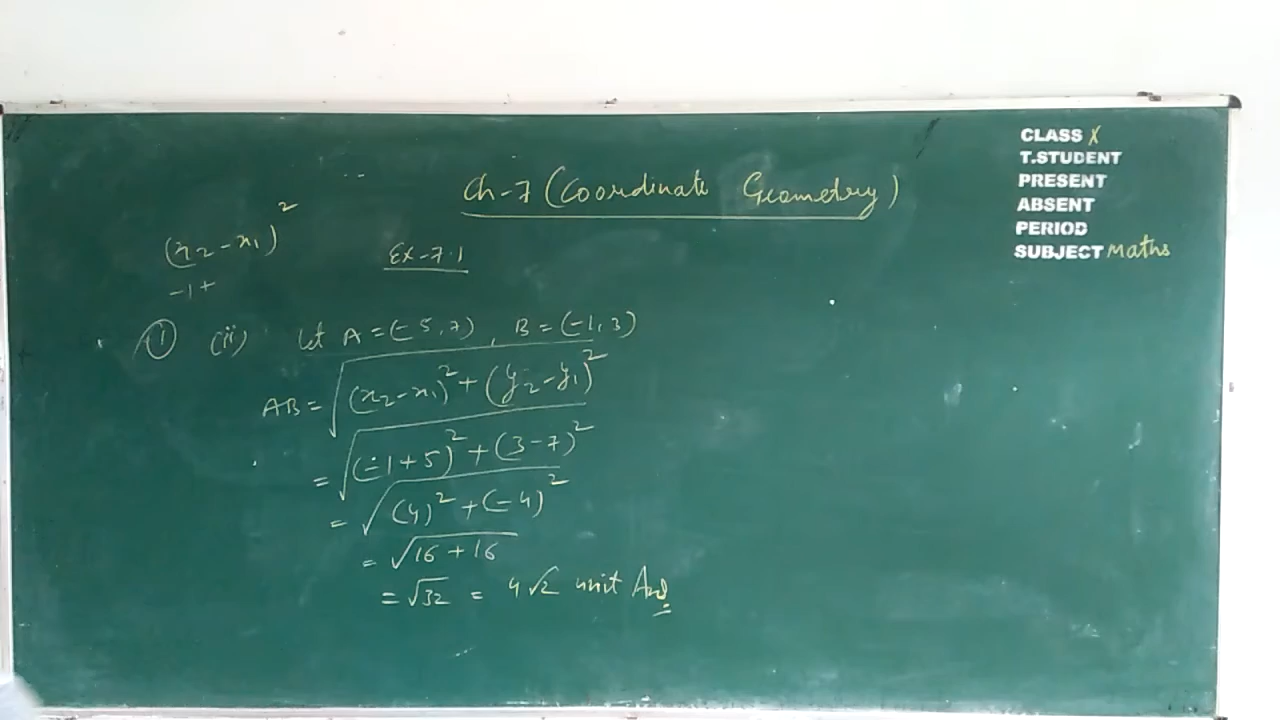 Ch-7 (Coordinate Geometry)
CLASS X
T.STUDENT
PRESENT
ABSENT
PERIOD
SUBJECT Maths
(x₂-x₁)²
-1+
Ex-7.1
① (ii) let A=(-5,7), B=(-1,3)
AB=√(x₂-x₁)²+(y₂-y₁)²
=√(-1+5)²+(3-7)²
=√(4)²+(-4)²
=√16+16
=√32 = 4√2 unit Ans